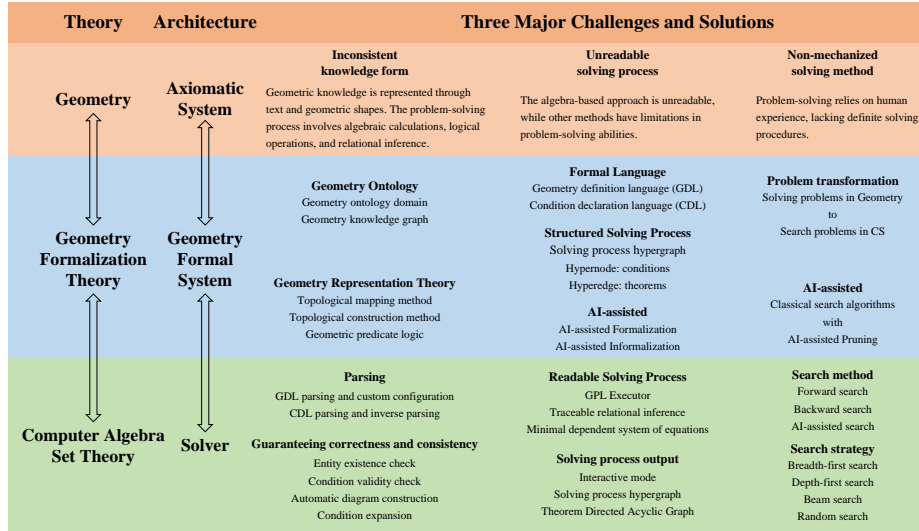 Theory Architecture Three Major Challenges and Solutions
Geometry
Axiomatic
System
Inconsistent
knowledge form
Geometric knowledge is represented through
text and geometric shapes. The problem-solving
process involves algebraic calculations, logical
operations, and relational inference.
Unreadable
solving process
The algebra-based approach is unreadable,
while other methods have limitations in
problem-solving abilities.
Non-mechanized
solving method
Problem-solving relies on human
experience, lacking definite solving
procedures.
Geometry
Formalization
Theory
Geometry
Formal
System
Geometry Ontology
Geometry ontology domain
Geometry knowledge graph
Geometry Representation Theory
Topological mapping method
Topological construction method
Geometric predicate logic
Formal Language
Geometry definition language (GDL)
Condition declaration language (CDL)
Structured Solving Process
Solving process hypergraph
Hypernode: conditions
Hyperedge: theorems
AI-assisted
AI-assisted Formalization
AI-assisted Informalization
Problem transformation
Solving problems in Geometry
to
Search problems in CS
AI-assisted
Classical search algorithms
with
AI-assisted Pruning
Computer Algebra
Set Theory
Solver
Parsing
GDL parsing and custom configuration
CDL parsing and inverse parsing
Guaranteeing correctness and consistency
Entity existence check
Condition validity check
Automatic diagram construction
Condition expansion
Readable Solving Process
GPL Executor
Traceable relational inference
Minimal dependent system of equations
Solving process output
Interactive mode
Solving process hypergraph
Theorem Directed Acyclic Graph
Search method
Forward search
Backward search
AI-assisted search
Search strategy
Breadth-first search
Depth-first search
Beam search
Random search